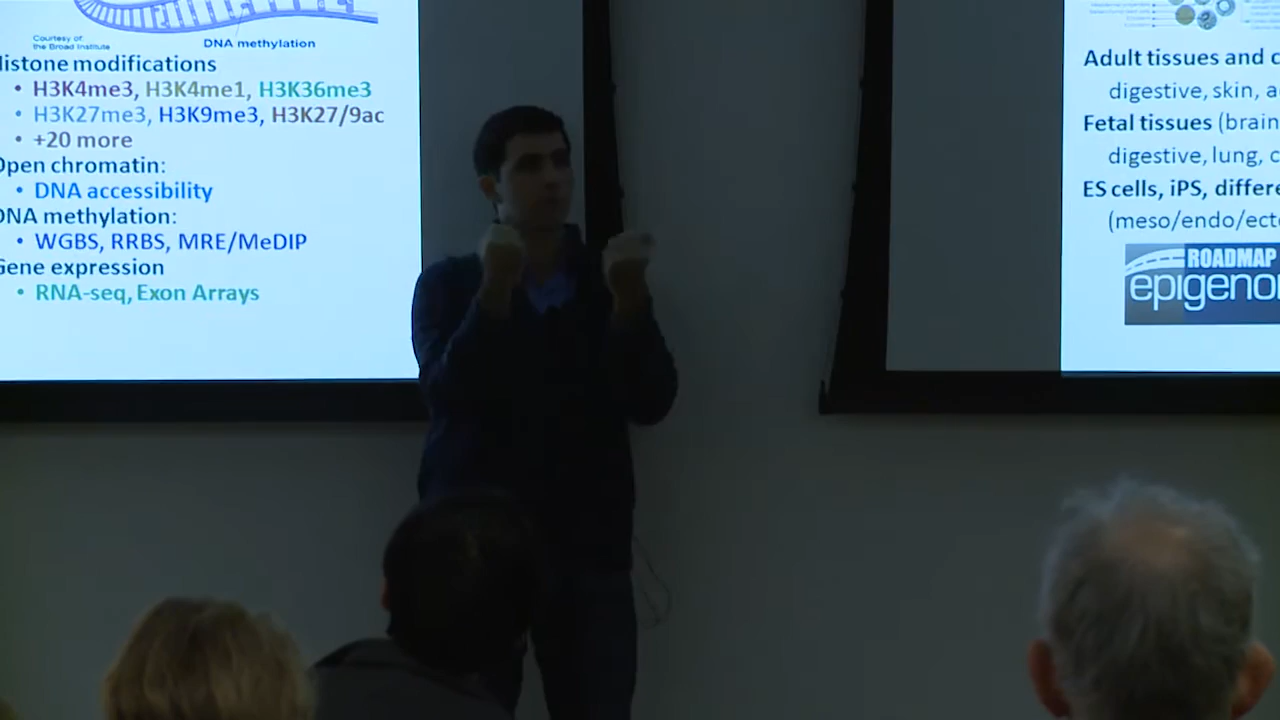 Courtesy of
the Broad Institute
DNA methylation
istone modifications
• H3K4me3, H3K4me1, H3K36me3
• H3K27me3, H3K9me3, H3K27/9ac
• +20 more
Open chromatin:
• DNA accessibility
DNA methylation:
• WGBS, RRBS, MRE/MeDIP
Gene expression
• RNA-seq, Exon Arrays
Adult tissues and c
digestive, skin, a
Fetal tissues (brain
digestive, lung, c
ES cells, iPS, differe
(meso/endo/ect
ROADMAP
epigeno